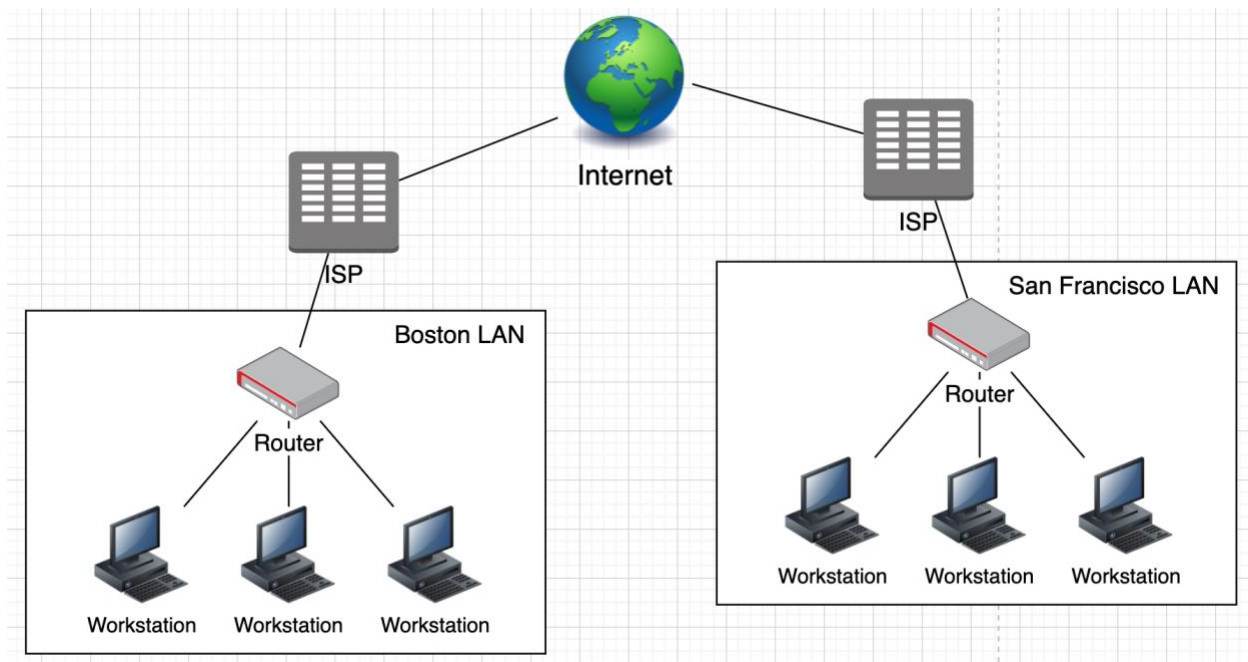 Internet
ISP
ISP
Boston LAN
Router
Workstation
Workstation
Workstation
San Francisco LAN
Router
Workstation
Workstation
Workstation